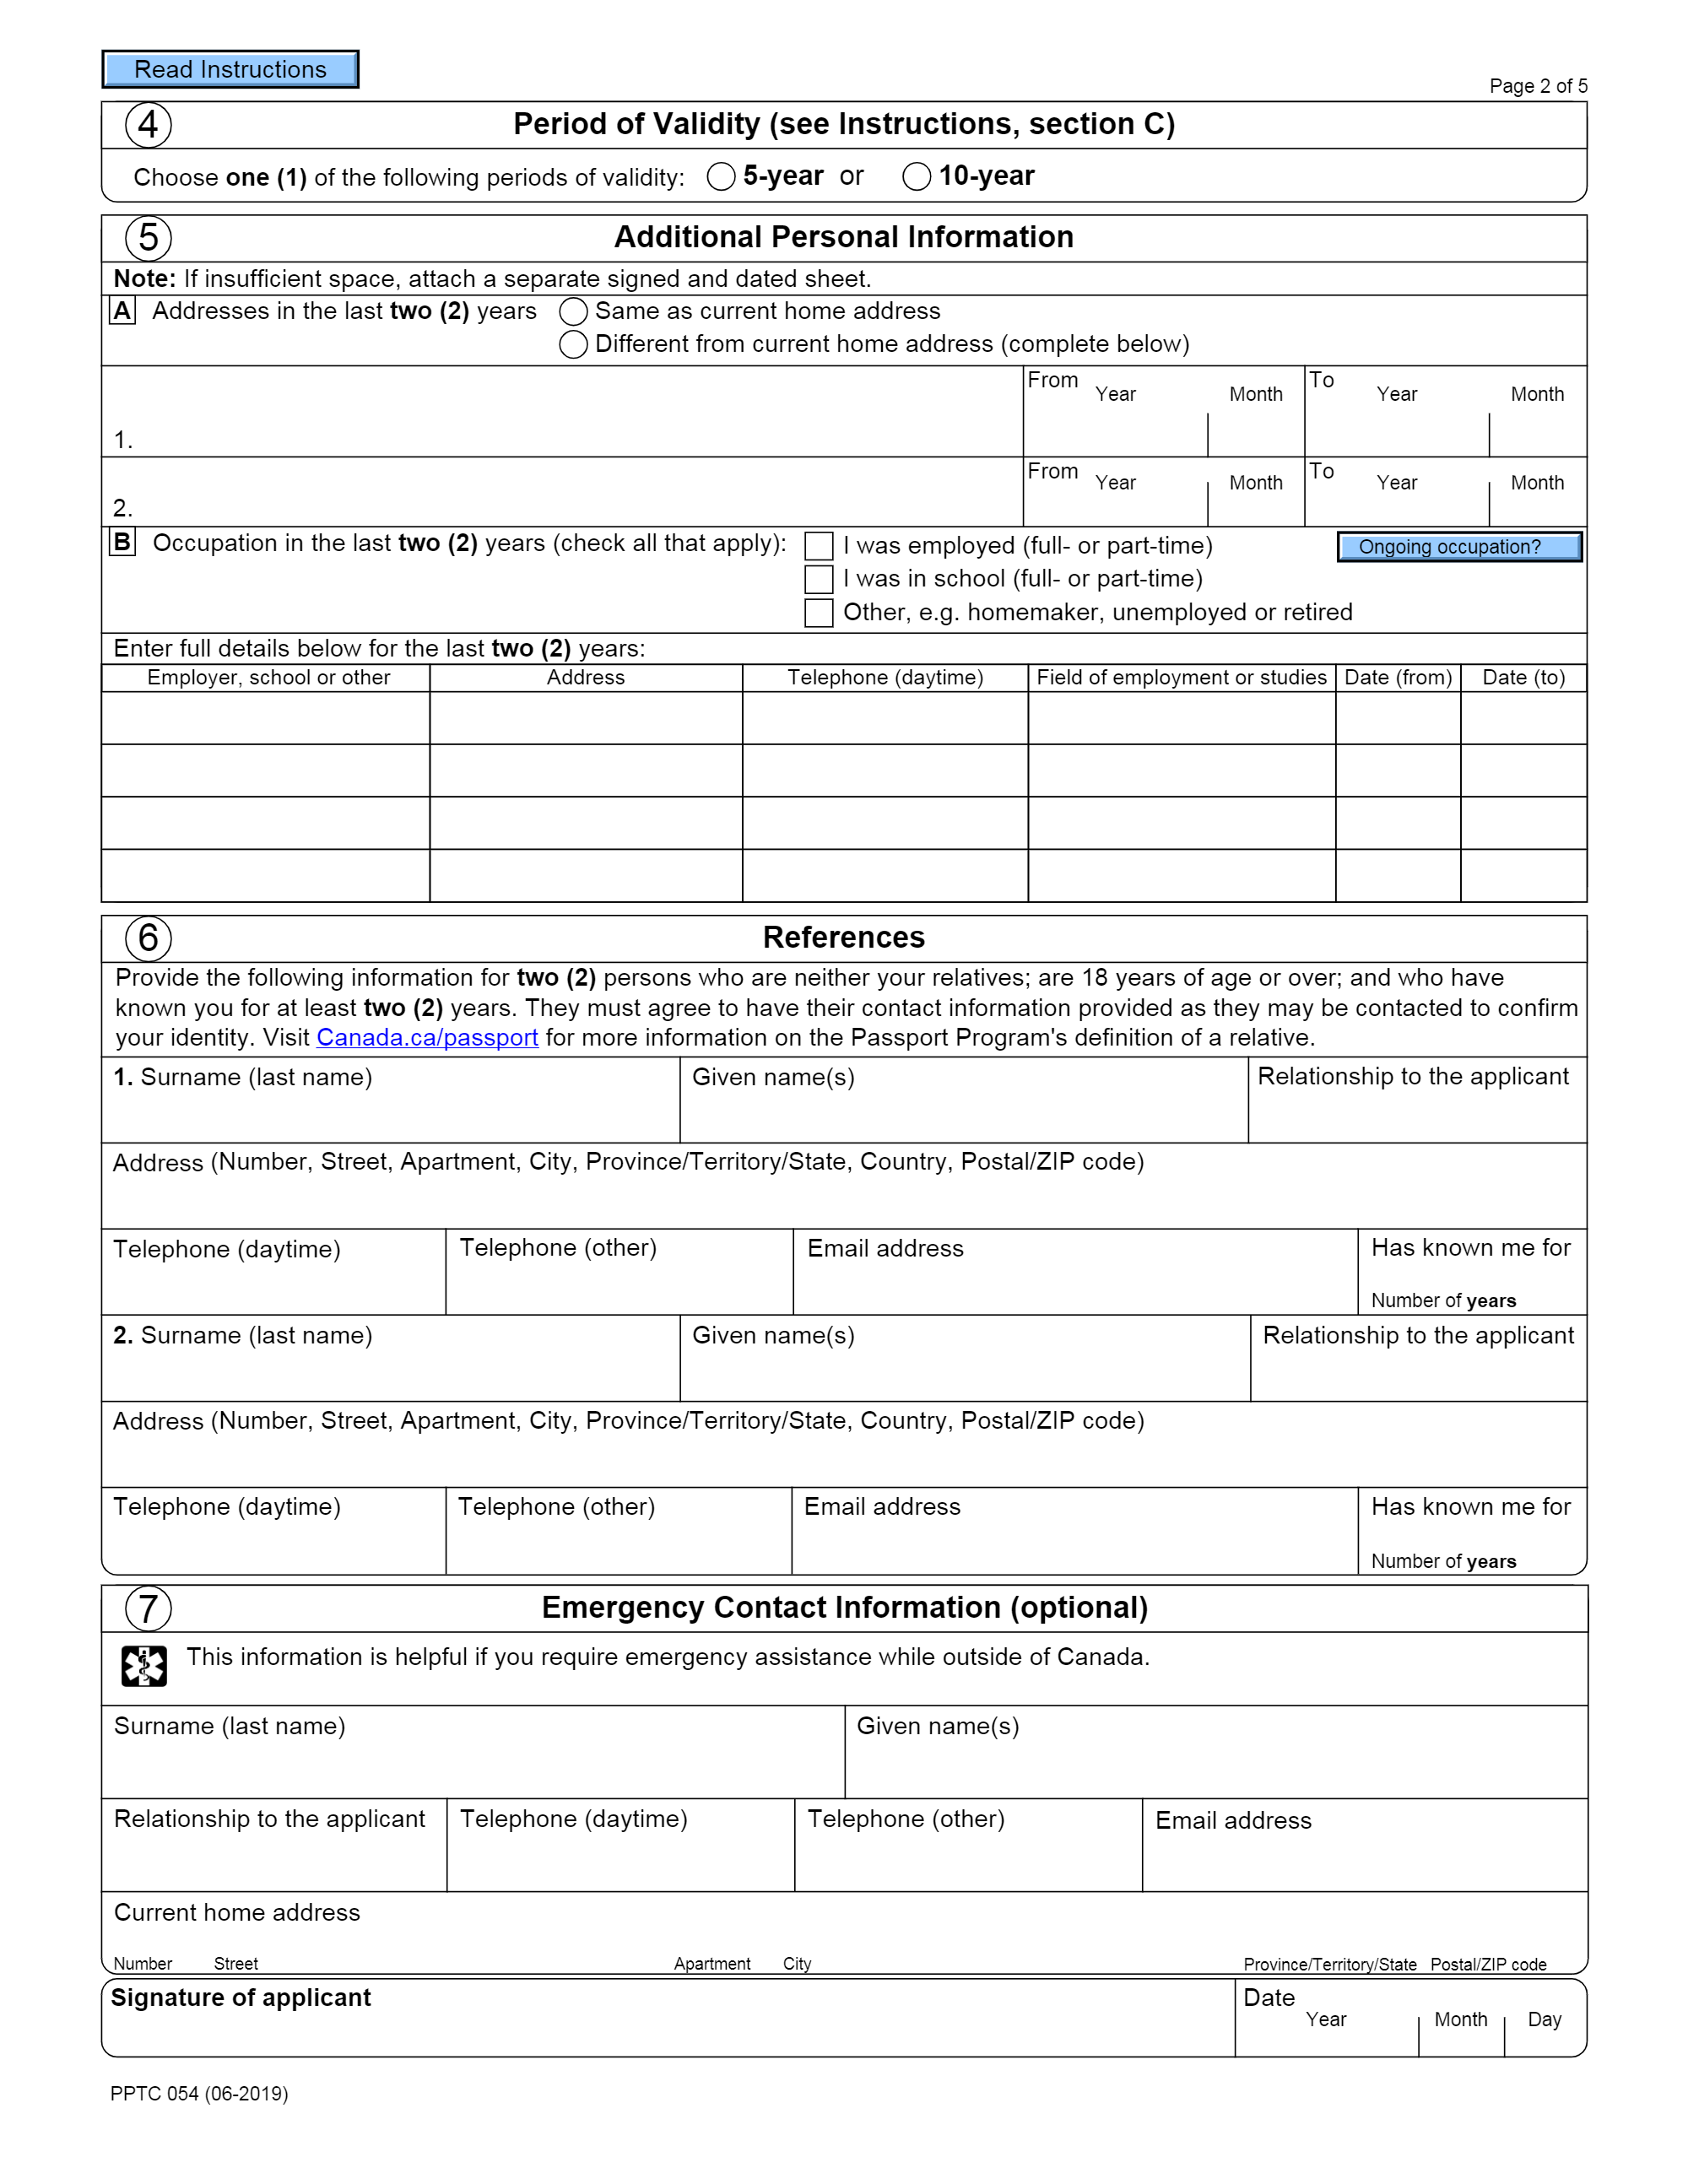 Read Instructions
Page 2 of 5
4 Period of Validity (see Instructions, section C)
Choose one (1) of the following periods of validity: 5-year or 10-year
5 Additional Personal Information
Note: If insufficient space, attach a separate signed and dated sheet.
A Addresses in the last two (2) years Same as current home address
Different from current home address (complete below)
From Year Month To Year Month
1.
From Year Month To Year Month
2.
B Occupation in the last two (2) years (check all that apply): I was employed (full- or part-time) Ongoing occupation?
I was in school (full- or part-time)
Other, e.g. homemaker, unemployed or retired
Enter full details below for the last two (2) years:
Employer, school or other Address Telephone (daytime) Field of employment or studies Date (from) Date (to)
6 References
Provide the following information for two (2) persons who are neither your relatives; are 18 years of age or over; and who have
known you for at least two (2) years. They must agree to have their contact information provided as they may be contacted to confirm
your identity. Visit Canada.ca/passport for more information on the Passport Program's definition of a relative.
1. Surname (last name) Given name(s) Relationship to the applicant
Address (Number, Street, Apartment, City, Province/Territory/State, Country, Postal/ZIP code)
Telephone (daytime) Telephone (other) Email address Has known me for
Number of years
2. Surname (last name) Given name(s) Relationship to the applicant
Address (Number, Street, Apartment, City, Province/Territory/State, Country, Postal/ZIP code)
Telephone (daytime) Telephone (other) Email address Has known me for
Number of years
7 Emergency Contact Information (optional)
This information is helpful if you require emergency assistance while outside of Canada.
Surname (last name) Given name(s)
Relationship to the applicant Telephone (daytime) Telephone (other) Email address
Current home address
Number Street Apartment City Province/Territory/State Postal/ZIP code
Signature of applicant Date
Year Month Day
PPTC 054 (06-2019)